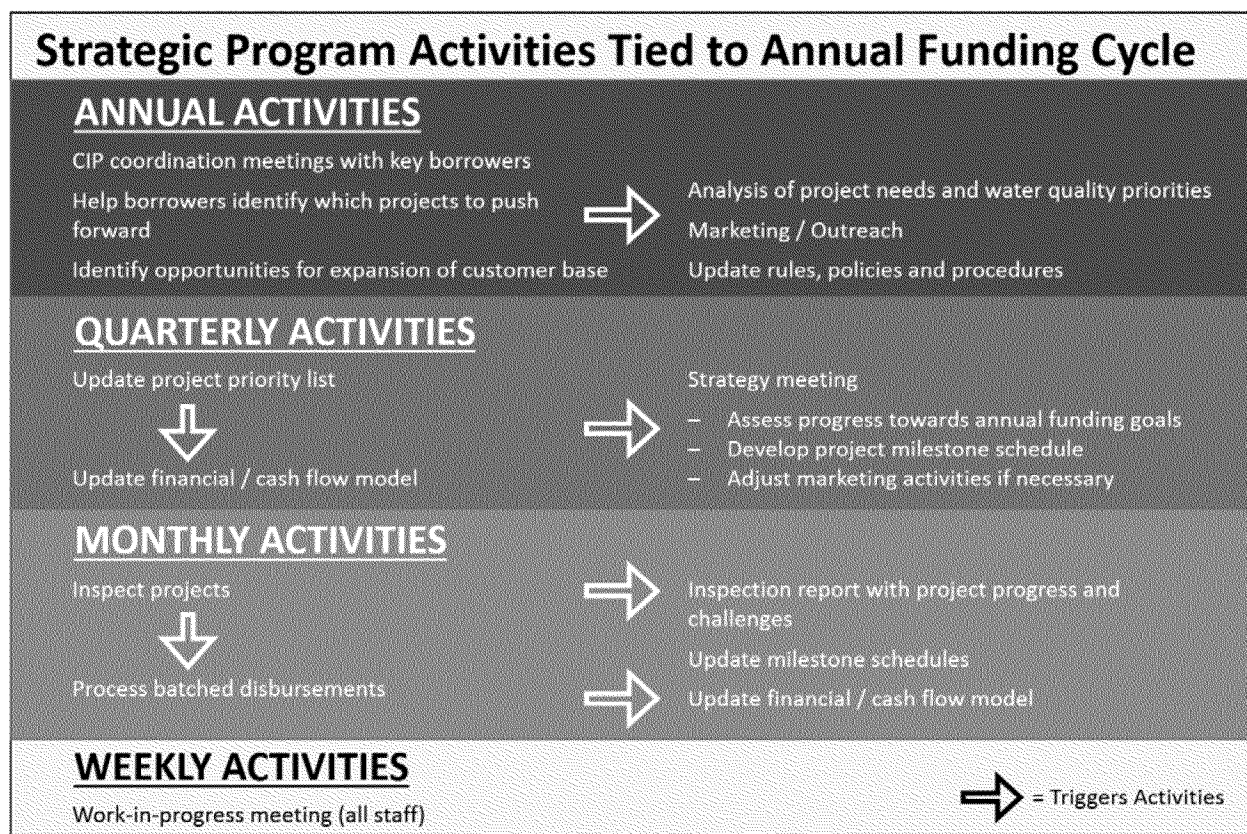 Strategic Program Activities Tied to Annual Funding Cycle
ANNUAL ACTIVITIES
CIP coordination meetings with key borrowers
Help borrowers identify which projects to push
forward
Identify opportunities for expansion of customer base
Analysis of project needs and water quality priorities
Marketing / Outreach
Update rules, policies and procedures
QUARTERLY ACTIVITIES
Update project priority list
Update financial / cash flow model
Strategy meeting
– Assess progress towards annual funding goals
– Develop project milestone schedule
– Adjust marketing activities if necessary
MONTHLY ACTIVITIES
Inspect projects
Process batched disbursements
Inspection report with project progress and
challenges
Update milestone schedules
Update financial / cash flow model
WEEKLY ACTIVITIES
Work-in-progress meeting (all staff)
= Triggers Activities